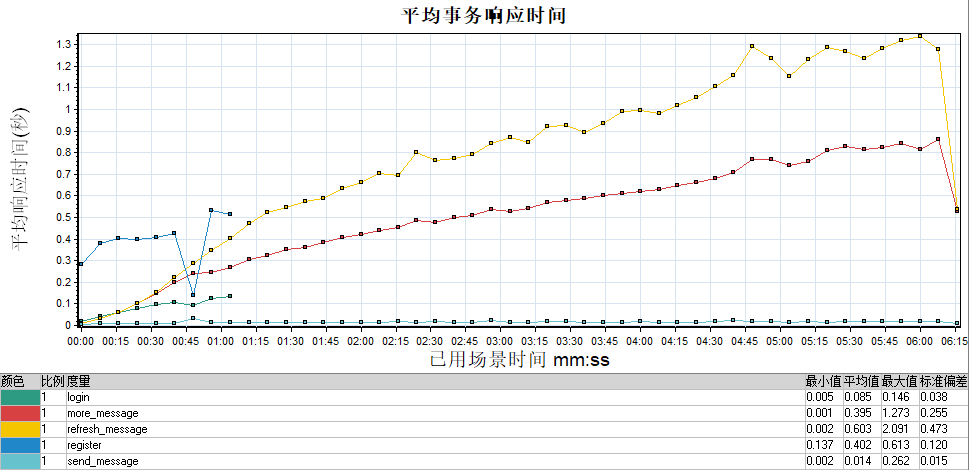 平均事务响应时间
平均响应时间(秒)
1.3
1.2
1.1
1
0.9
0.8
0.7
0.6
0.5
0.4
0.3
0.2
0.1
0
00:00 00:15 00:30 00:45 01:00 01:15 01:30 01:45 02:00 02:15 02:30 02:45 03:00 03:15 03:30 03:45 04:00 04:15 04:30 04:45 05:00 05:15 05:30 05:45 06:00 06:15
已用场景时间 mm:ss
颜色 比例 度量 最小值 平均值 最大值 标准偏差
1 login 0.005 0.085 0.146 0.038
1 more_message 0.001 0.395 1.273 0.255
1 refresh_message 0.002 0.603 2.091 0.473
1 register 0.137 0.402 0.613 0.120
1 send_message 0.002 0.014 0.262 0.015